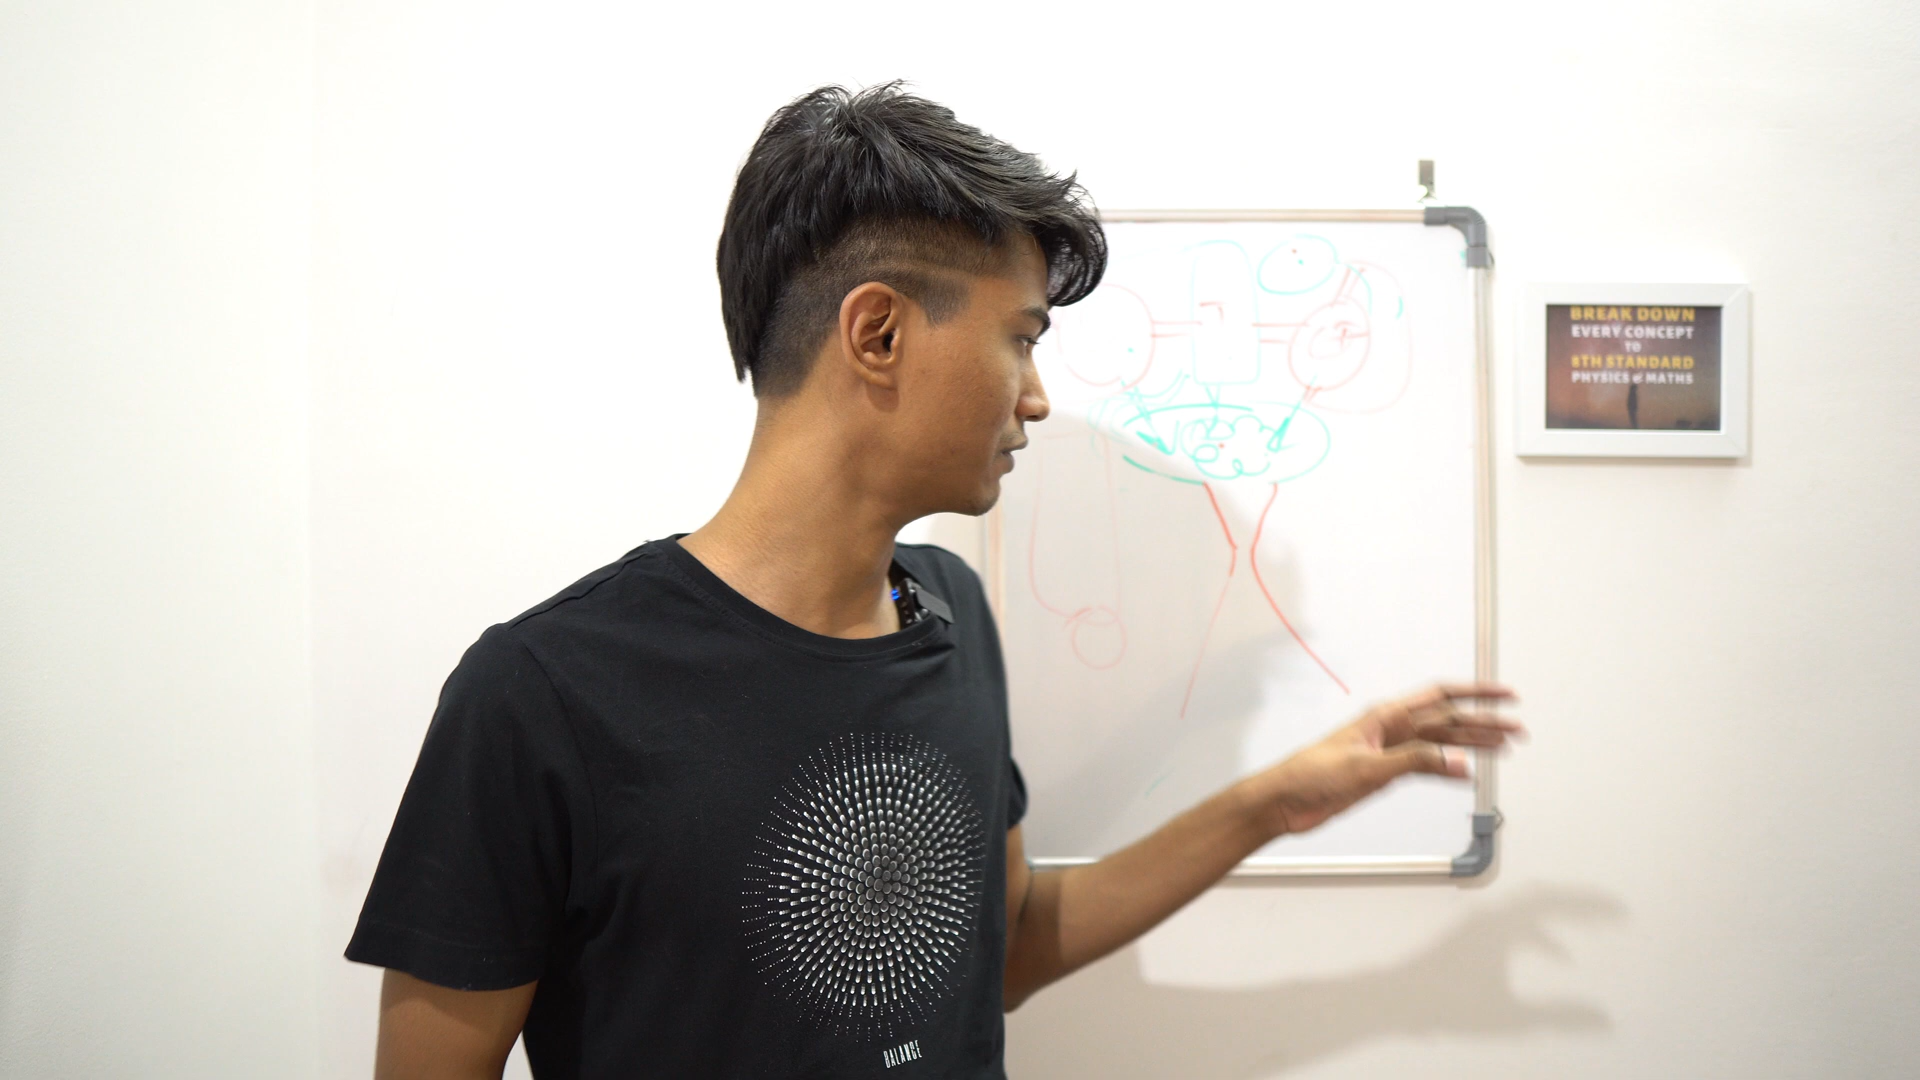 BREAK DOWN
EVERY CONCEPT
TO
8TH STANDARD
PHYSICS & MATHS
BALANCE